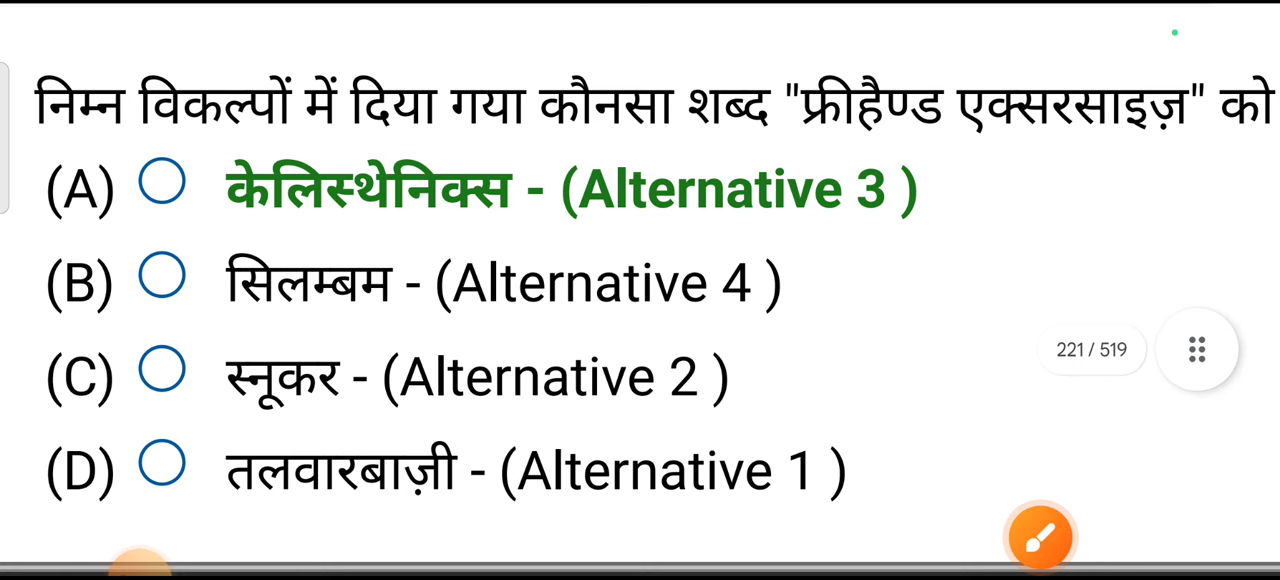 निम्न विकल्पों में दिया गया कौनसा शब्द "फ्रीहैण्ड एक्सरसाइज़" को
(A) केलिस्थेनिक्स - (Alternative 3 )
(B) सिलम्बम - (Alternative 4 )
221 / 519
(C) स्नूकर - (Alternative 2 )
(D) तलवारबाज़ी - (Alternative 1 )